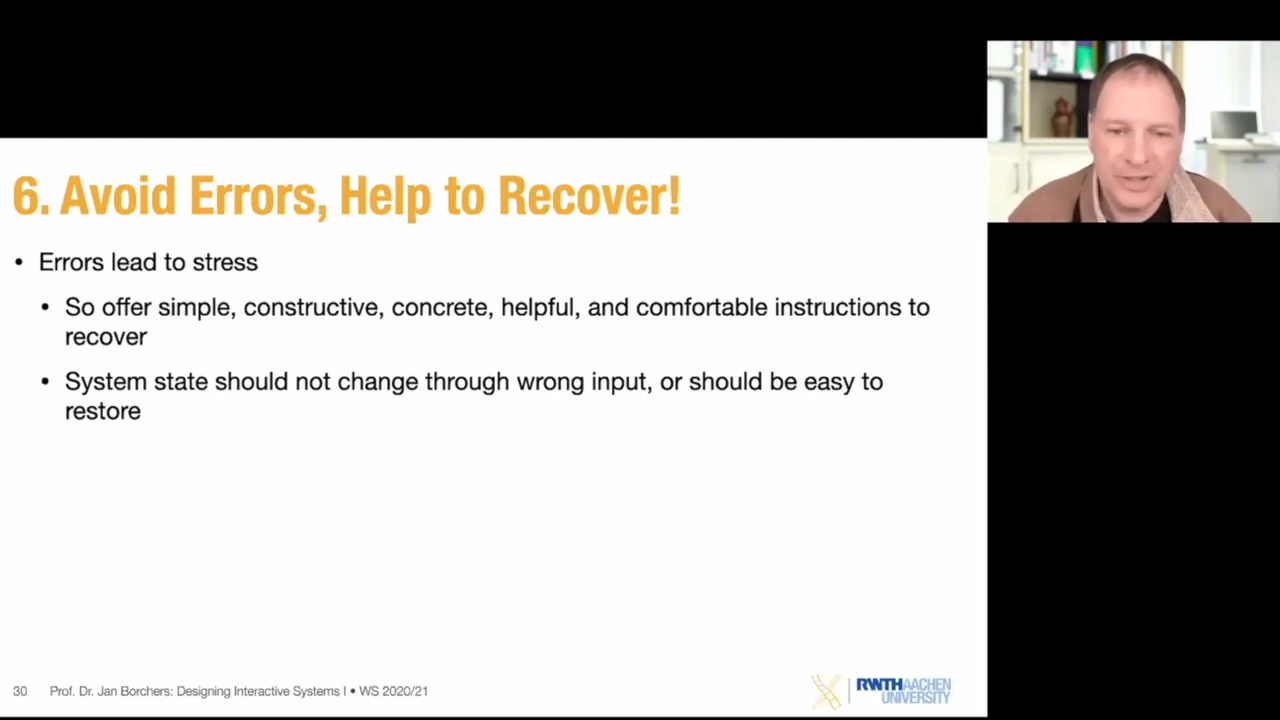 6. Avoid Errors, Help to Recover!
• Errors lead to stress
• So offer simple, constructive, concrete, helpful, and comfortable instructions to
recover
• System state should not change through wrong input, or should be easy to
restore
30 Prof. Dr. Jan Borchers: Designing Interactive Systems I • WS 2020/21
RWTHAACHEN
UNIVERSITY